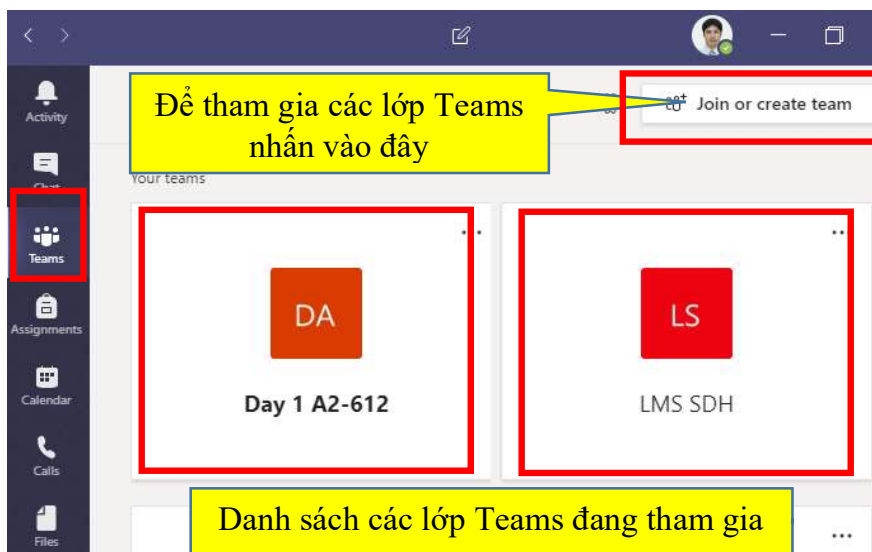 Activity
Để tham gia các lớp Teams
nhấn vào đây
Join or create team
Chat
Your teams
Teams
DA
LS
Assignments
Day 1 A2-612
LMS SDH
Calendar
Calls
Danh sách các lớp Teams đang tham gia
Files